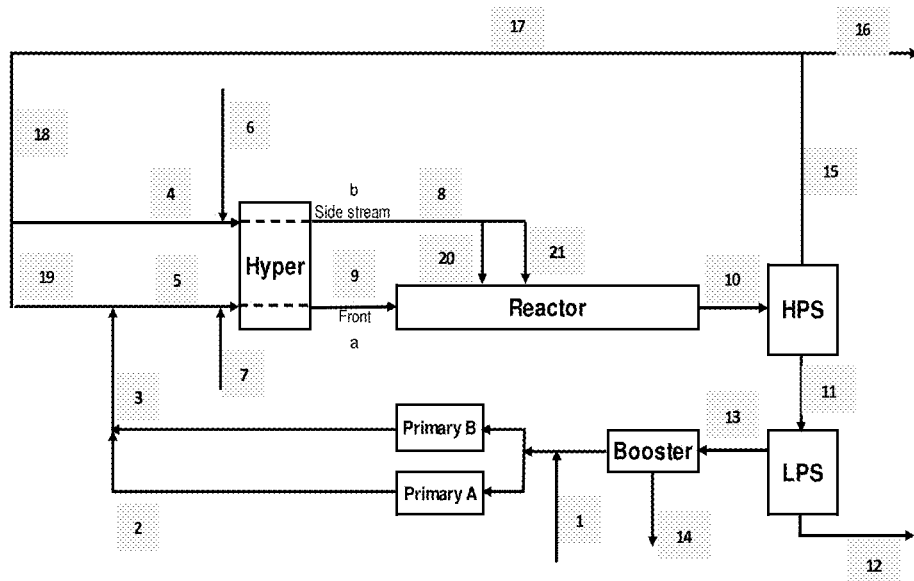 17
16
18
6
15
4
b
8
Side stream
20
21
19
5
Hyper
9
10
Front
Reactor
HPS
a
7
3
11
Primary B
13
Booster
LPS
Primary A
2
1
14
12